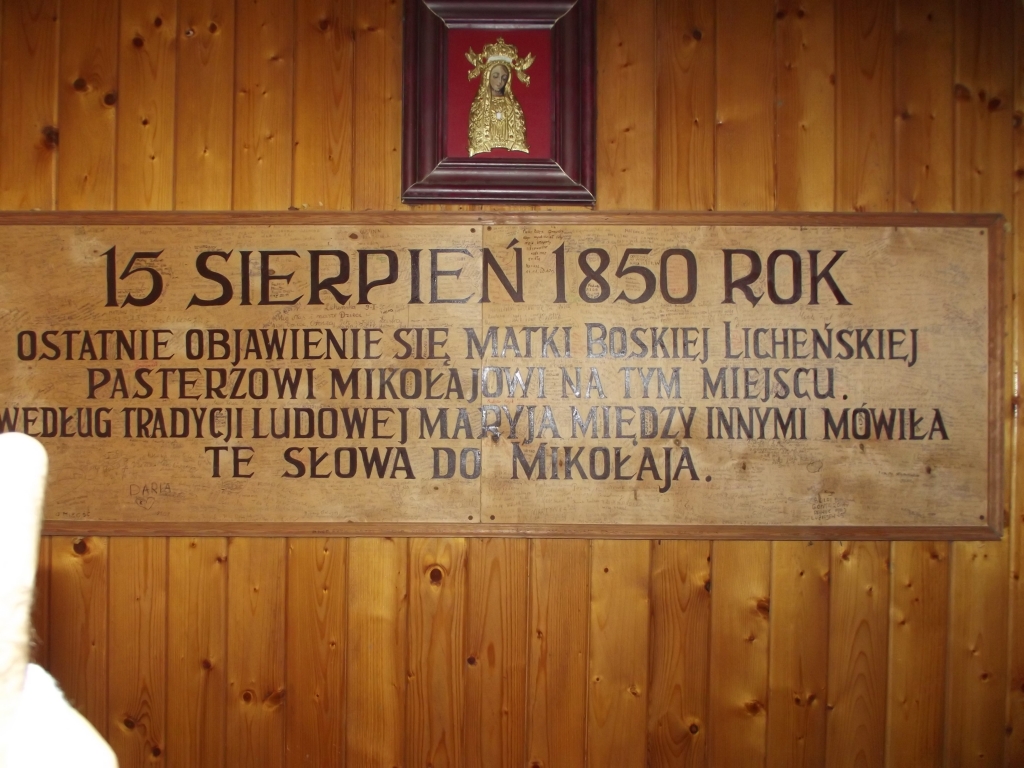 15 SIERPIEŃ 1850 ROK
OSTATNIE OBJAWIENIE SIĘ MATKI BOSKIEJ LICHEŃSKIEJ
PASTERZOWI MIKOŁAJOWI NA TYM MIEJSCU.
WEDŁUG TRADYCJI LUDOWEJ MARYJA MIĘDZY INNYMI MÓWIŁA
TE SŁOWA DO MIKOŁAJA.
DARIA